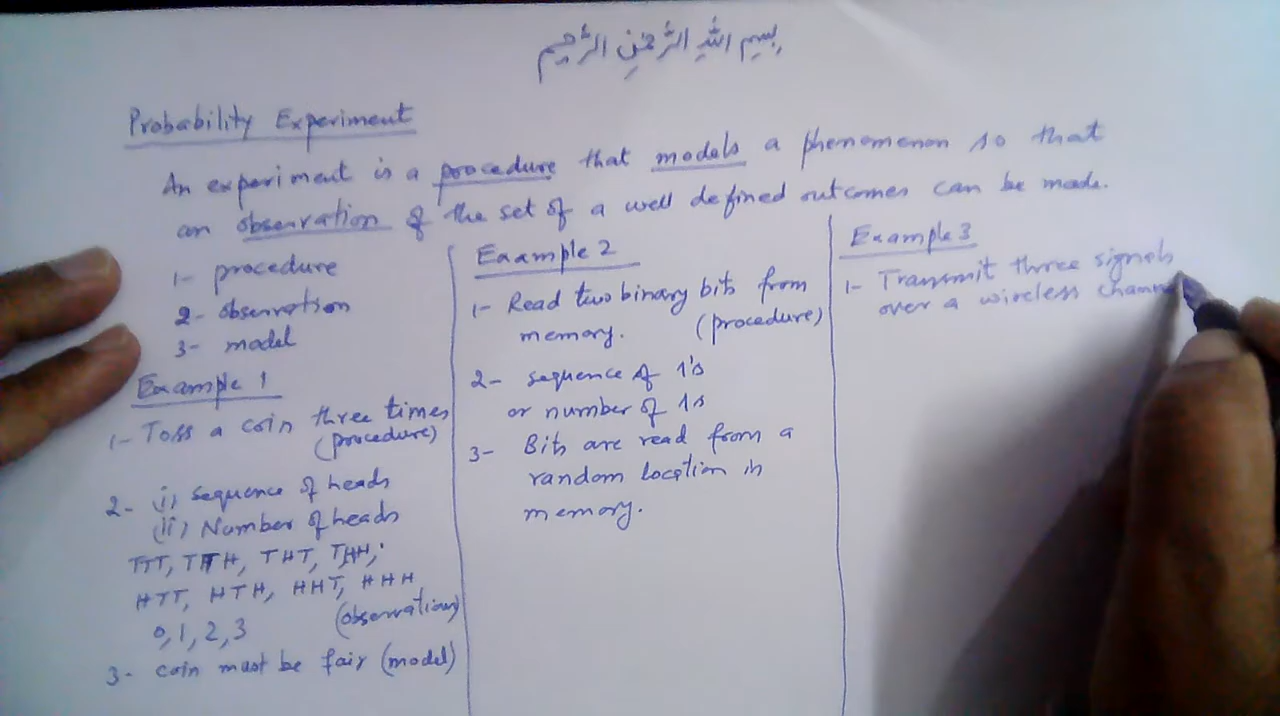 بسم الله الرحمن الرحيم
Probability Experiment
An experiment is a procedure that models a phenomenon so that
an observation of the set of a well defined outcomes can be made.
1- procedure
2- observation
3- model
Example 1
1- Toss a coin three times
(procedure)
2- (i) sequence of heads
(ii) Number of heads
TTT, TTH, THT, THH,
HTT, HTH, HHT, HHH
(observation)
0, 1, 2, 3
3- coin must be fair (model)
Example 2
1- Read two binary bits from
memory. (procedure)
2- sequence of 1's
or number of 1s
3- Bits are read from a
random location in
memory.
Example 3
1- Transmit three signals
over a wireless